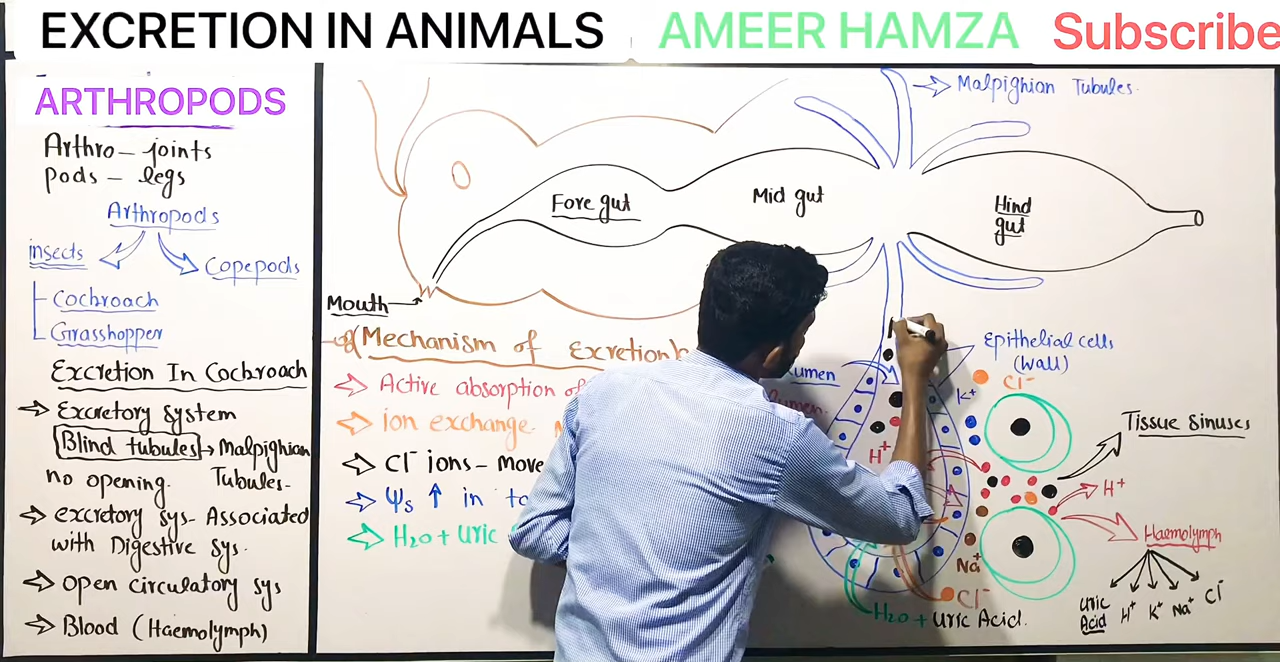 EXCRETION IN ANIMALS AMEER HAMZA Subscribe
ARTHROPODS
Arthro - joints
pods - legs
Arthropods
insects
Copepods
Cockroach
Grasshopper
Excretion In Cockroach
Excretory system
Blind tubules → Malpighian
no opening. Tubules-
excretory sys- Associated
with Digestive sys.
open circulatory sys
Blood (Haemolymph)
Malpighian Tubules.
Fore gut
Mid gut
Hind
gut
Mouth
Mechanism of Excretion
Active absorption of
ion exchange.
Cl⁻ ions - Move
Ψs ↑ in to
H2O + Uric
Lumen
Epithelial cells
(wall)
K⁺
Cl⁻
H⁺
Tissue Sinuses
H⁺
Haemolymph
Na⁺
Cl⁻
H2O + Uric Acid.
Uric
Acid
H⁺ K⁺ Na⁺ Cl⁻